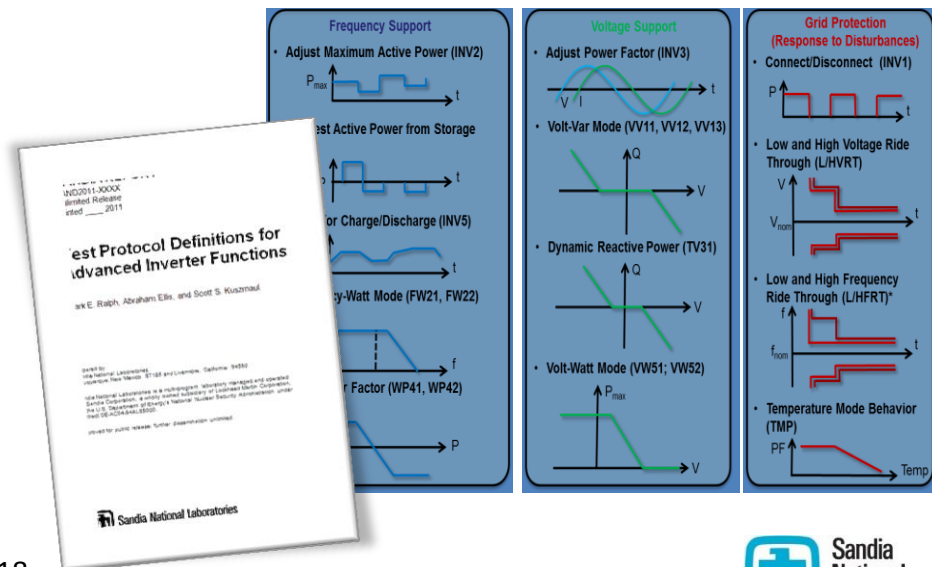 Frequency Support
• Adjust Maximum Active Power (INV2)
Pmax
t
est Active Power from Storage
t
or Charge/Discharge (INV5)
t
cy-Watt Mode (FW21, FW22)
f
r Factor (WP41, WP42)
P
Voltage Support
• Adjust Power Factor (INV3)
V I
t
• Volt-Var Mode (VV11, VV12, VV13)
Q
V
• Dynamic Reactive Power (TV31)
Q
V
• Volt-Watt Mode (VW51; VW52)
Pmax
V
Grid Protection
(Response to Disturbances)
• Connect/Disconnect (INV1)
P
t
• Low and High Voltage Ride
Through (L/HVRT)
V
Vnom
t
• Low and High Frequency
Ride Through (L/HFRT)*
f
fnom
t
• Temperature Mode Behavior
(TMP)
PF
Temp
AND2011-XXXX
limited Release
inted ____ 2011
est Protocol Definitions for
dvanced Inverter Functions
ark E. Ralph, Abraham Ellis, and Scott S. Kuszmaul
Sandia National Laboratories
Sandia